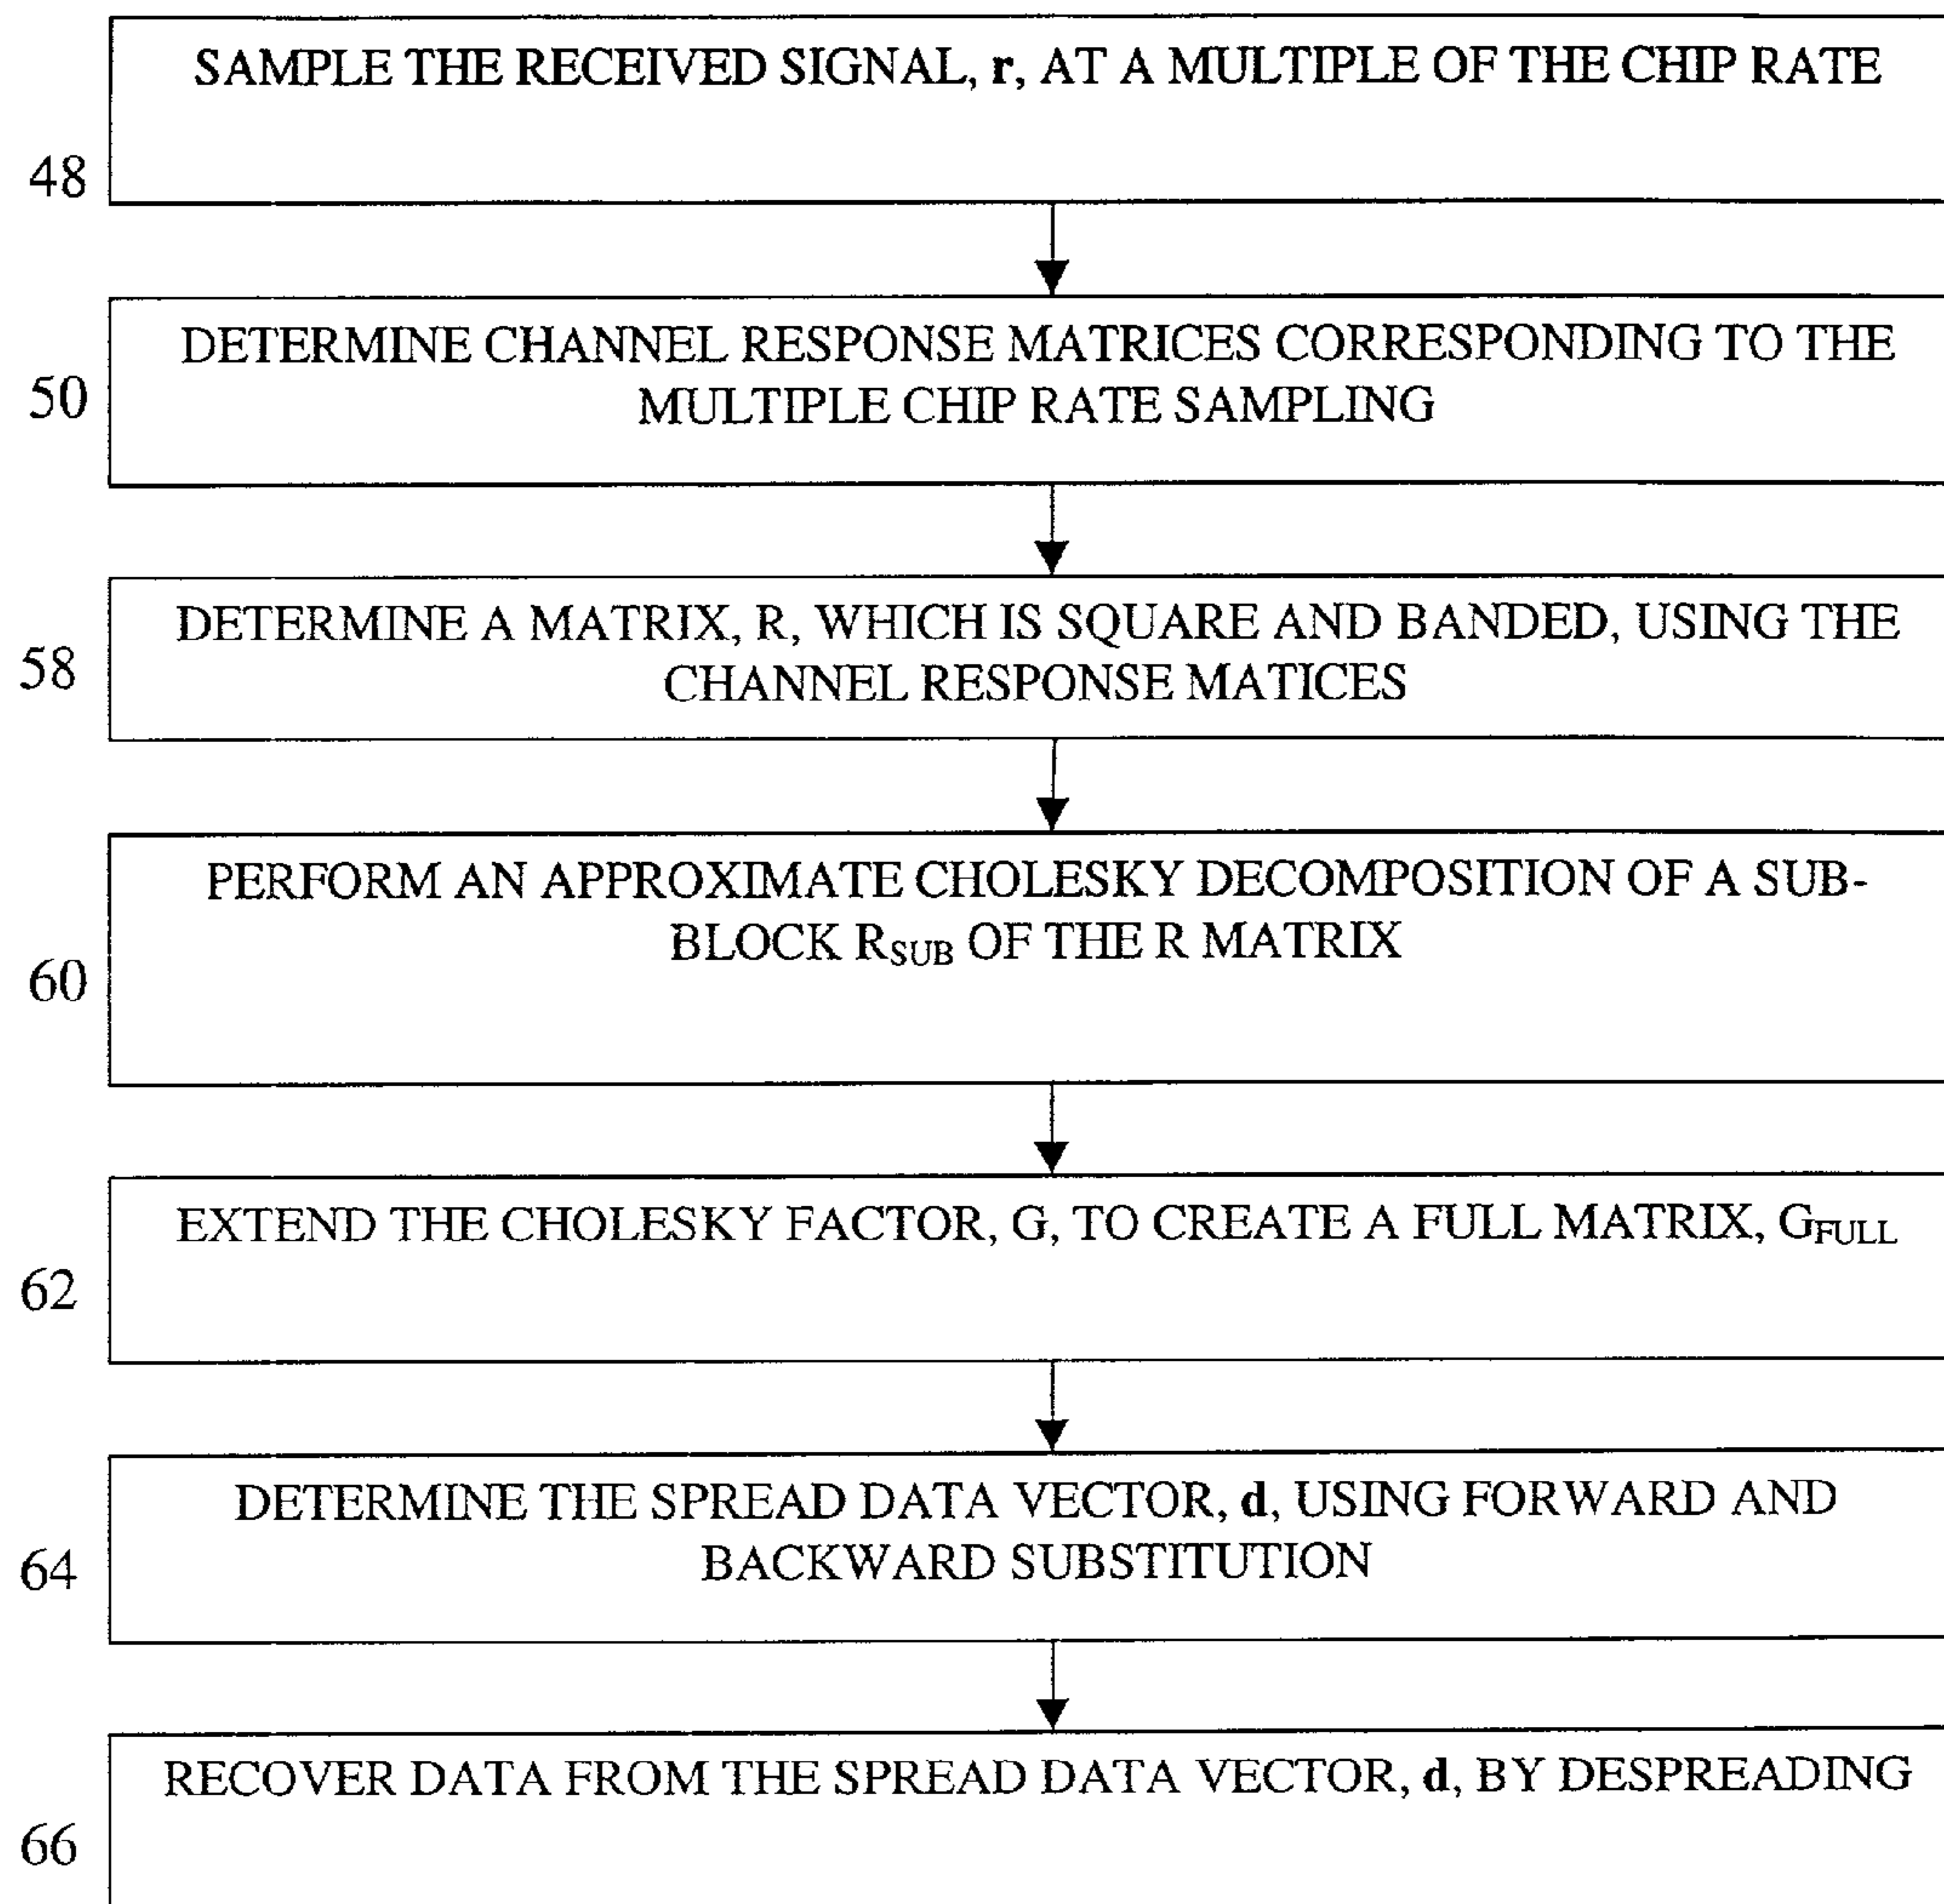 SAMPLE THE RECEIVED SIGNAL, r, AT A MULTIPLE OF THE CHIP RATE
48
DETERMINE CHANNEL RESPONSE MATRICES CORRESPONDING TO THE
MULTIPLE CHIP RATE SAMPLING
50
DETERMINE A MATRIX, R, WHICH IS SQUARE AND BANDED, USING THE
CHANNEL RESPONSE MATICES
58
PERFORM AN APPROXIMATE CHOLESKY DECOMPOSITION OF A SUB-
BLOCK RSUB OF THE R MATRIX
60
EXTEND THE CHOLESKY FACTOR, G, TO CREATE A FULL MATRIX, GFULL
62
DETERMINE THE SPREAD DATA VECTOR, d, USING FORWARD AND
BACKWARD SUBSTITUTION
64
RECOVER DATA FROM THE SPREAD DATA VECTOR, d, BY DESPREADING
66